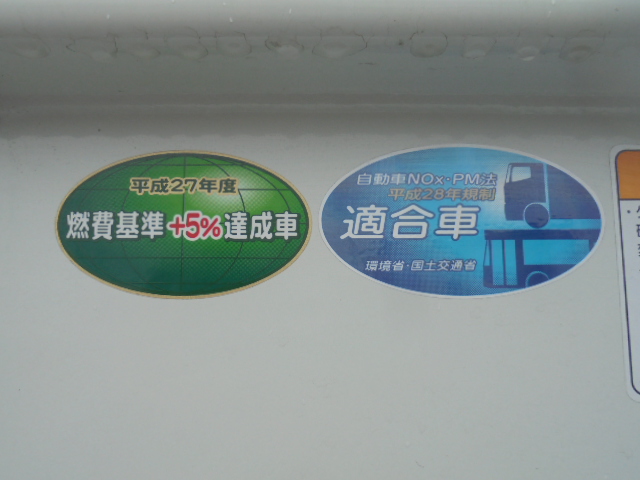 平成27年度
燃費基準+5%達成車
自動車NOx・PM法
平成28年規制
適合車
環境省・国土交通省